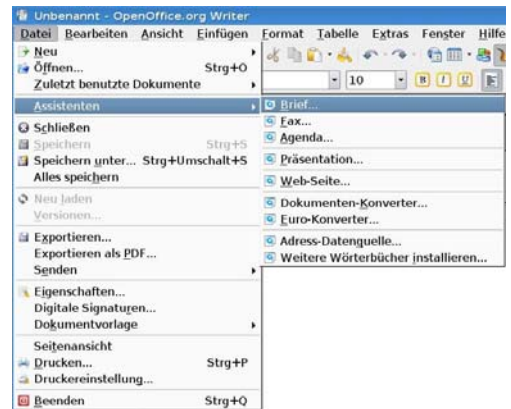 Unbenannt - OpenOffice.org Writer
Datei Bearbeiten Ansicht Einfügen Format Tabelle Extras Fenster Hilfe
Neu
Öffnen... Strg+O
Zuletzt benutzte Dokumente
10
B I U
Assistenten
Brief...
Fax...
Agenda...
Präsentation...
Web-Seite...
Dokumenten-Konverter...
Euro-Konverter...
Adress-Datenquelle...
Weitere Wörterbücher installieren...
Schließen
Speichern Strg+S
Speichern unter... Strg+Umschalt+S
Alles speichern
Neu laden
Versionen...
Exportieren...
Exportieren als PDF...
Senden
Eigenschaften...
Digitale Signaturen...
Dokumentvorlage
Seitenansicht
Drucken... Strg+P
Druckereinstellung...
Beenden Strg+Q